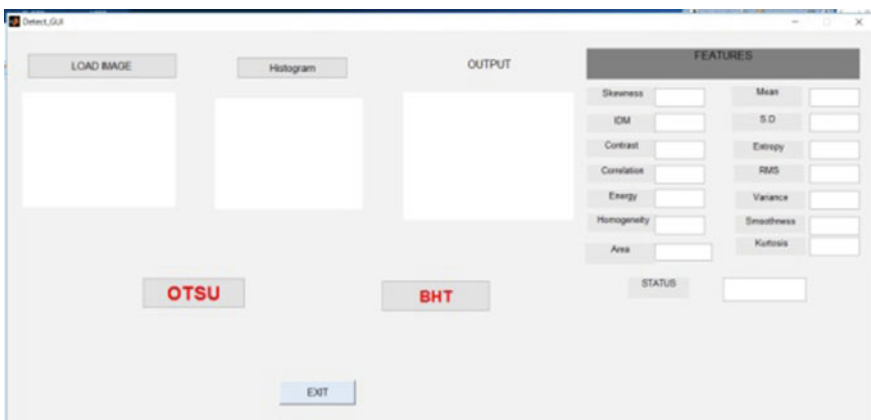 Detect_GUI
LOAD IMAGE
Histogram
OUTPUT
FEATURES
Skewness
Mean
IDM
S.D
Contrast
Entropy
Correlation
RMS
Energy
Variance
Homogeneity
Smoothness
Area
Kurtosis
STATUS
OTSU
BHT
EXIT